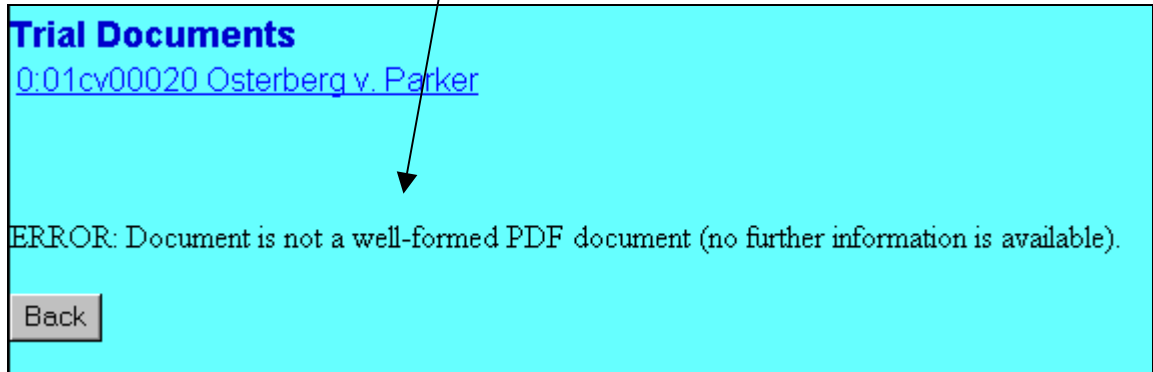 Trial Documents
0:01cv00020 Osterberg v. Parker
ERROR: Document is not a well-formed PDF document (no further information is available).
Back